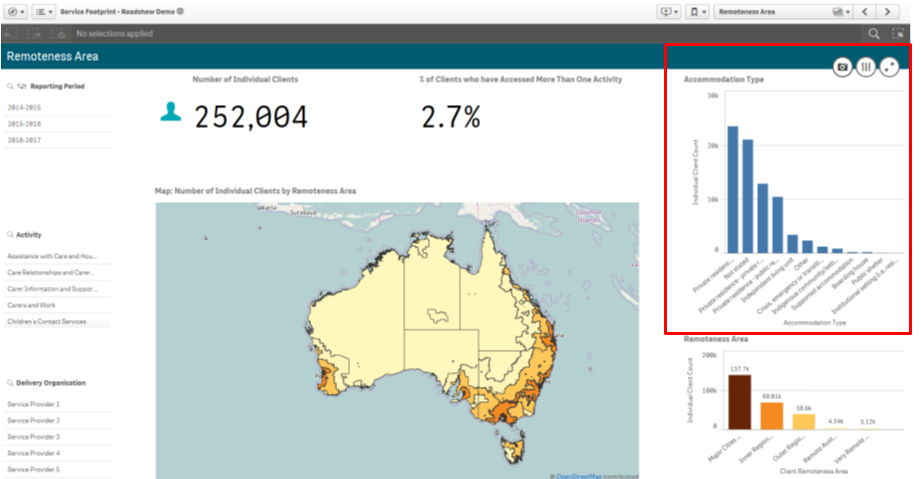 Service Footprint - Roadshow Demo
Remoteness Area
No selections applied
Remoteness Area
Reporting Period
2014-2015
2015-2016
2016-2017
Number of Individual Clients
252,004
% of Clients who have Accessed More Than One Activity
2.7%
Map: Number of Individual Clients by Remoteness Area
Jakarta
Surabaya
Solomon
Islands
© OpenStreetMap contributors
Activity
Assistance with Care and Hou...
Care Relationships and Carer...
Carer Information and Suppor...
Carers and Work
Children's Contact Services
Delivery Organisation
Service Provider 1
Service Provider 2
Service Provider 3
Service Provider 4
Service Provider 5
Accommodation Type
Individual Client Count
30k
20k
10k
0
Private residenc...
Not stated
Private residence - private r...
Private residence - public re...
Independent living unit
Other
Crisis, emergency or transiti...
Indigenous community/sett...
Supported accommodation
Boarding house
Public shelter
Institutional setting (i.e. resi...
Accommodation Type
Remoteness Area
Individual Client Count
200k
100k
0
137.7k
68.81k
38.6k
4.34k
3.12k
Major Cities ...
Inner Region...
Outer Regio...
Remote Aust...
Very Remote ...
Client Remoteness Area